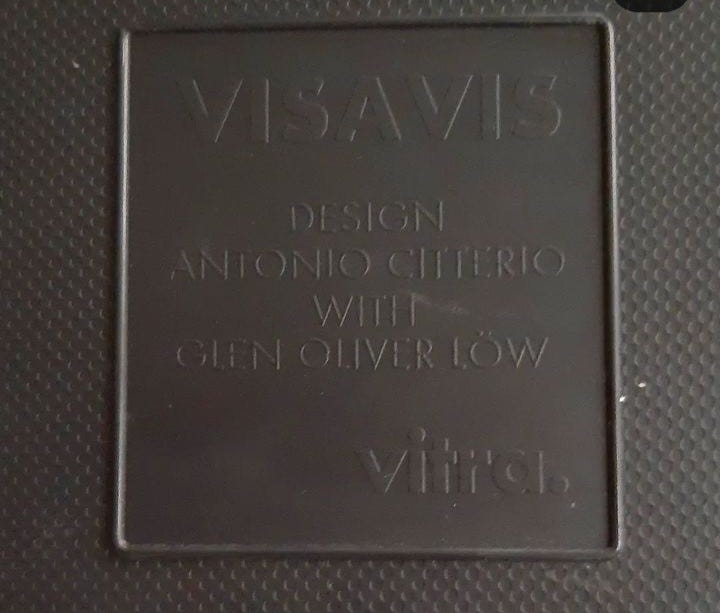 VISAVIS
DESIGN
ANTONIO CITTERIO
WITH
GLEN OLIVER LÖW
vitra.